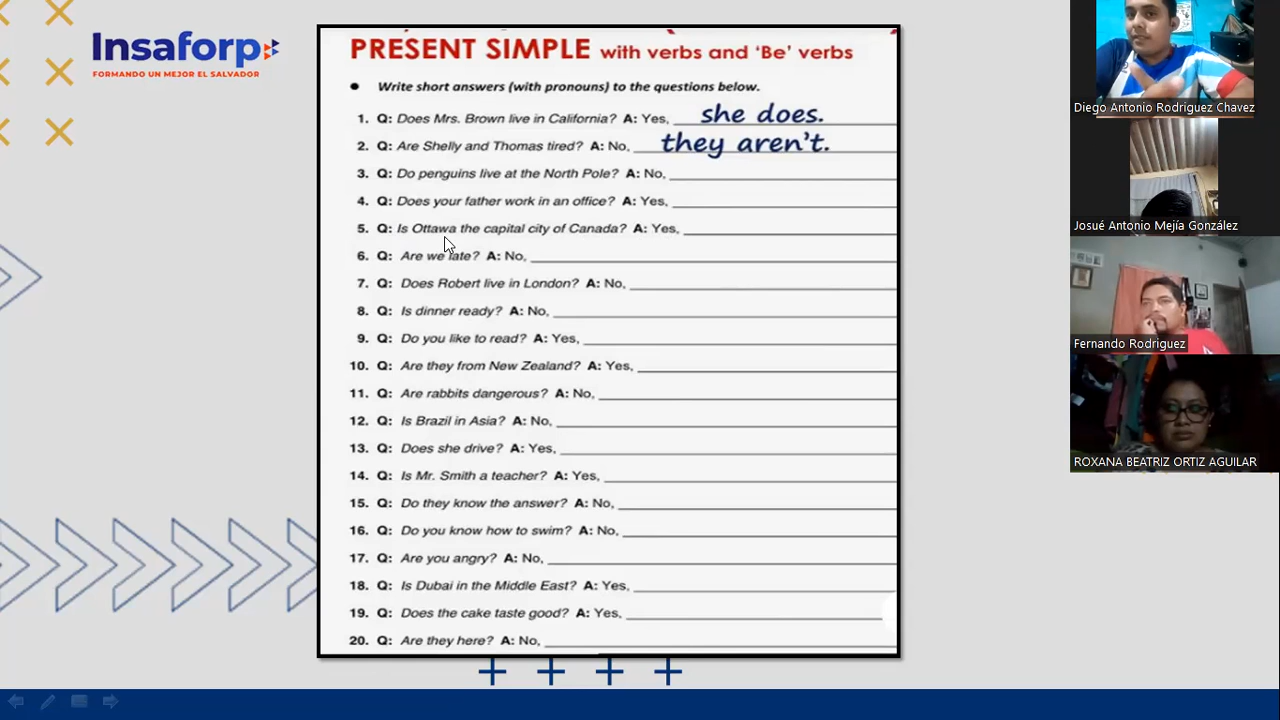 Insaforp
FORMANDO UN MEJOR EL SALVADOR
PRESENT SIMPLE with verbs and 'Be' verbs
● Write short answers (with pronouns) to the questions below.
1. Q: Does Mrs. Brown live in California? A: Yes, she does.
2. Q: Are Shelly and Thomas tired? A: No, they aren't.
3. Q: Do penguins live at the North Pole? A: No,
4. Q: Does your father work in an office? A: Yes,
5. Q: Is Ottawa the capital city of Canada? A: Yes,
6. Q: Are we late? A: No,
7. Q: Does Robert live in London? A: No,
8. Q: Is dinner ready? A: No,
9. Q: Do you like to read? A: Yes,
10. Q: Are they from New Zealand? A: Yes,
11. Q: Are rabbits dangerous? A: No,
12. Q: Is Brazil in Asia? A: No,
13. Q: Does she drive? A: Yes,
14. Q: Is Mr. Smith a teacher? A: Yes,
15. Q: Do they know the answer? A: No,
16. Q: Do you know how to swim? A: No,
17. Q: Are you angry? A: No,
18. Q: Is Dubai in the Middle East? A: Yes,
19. Q: Does the cake taste good? A: Yes,
20. Q: Are they here? A: No,
Diego Antonio Rodriguez Chavez
Josué Antonio Mejía González
Fernando Rodriguez
ROXANA BEATRIZ ORTIZ AGUILAR